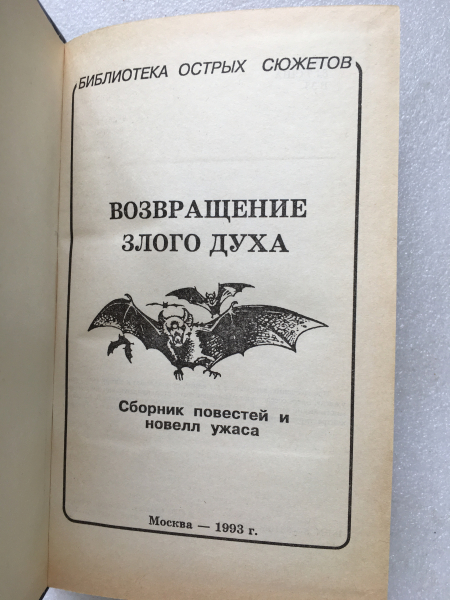 БИБЛИОТЕКА ОСТРЫХ СЮЖЕТОВ
ВОЗВРАЩЕНИЕ
ЗЛОГО ДУХА
Сборник повестей и
новелл ужаса
Москва — 1993 г.